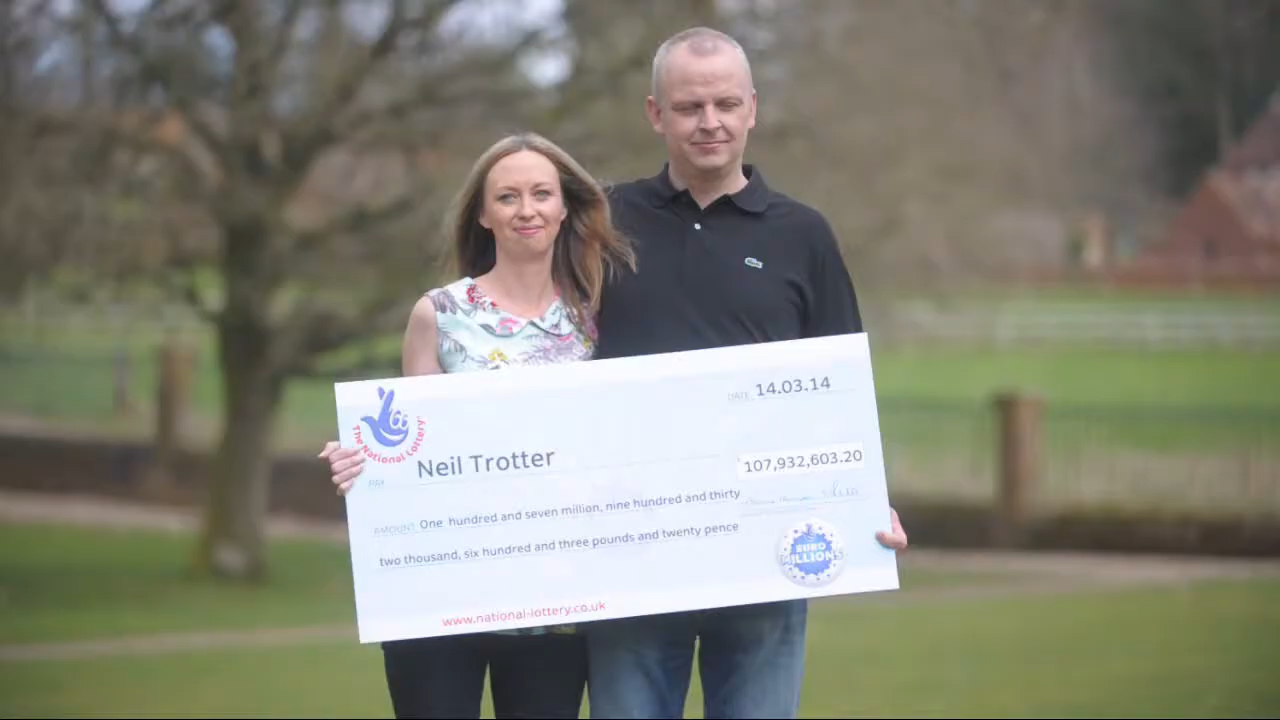 The National Lottery
DATE 14.03.14
PAY Neil Trotter
107,932,603.20
AMOUNT One hundred and seven million, nine hundred and thirty
two thousand, six hundred and three pounds and twenty pence
EURO
MILLIONS
www.national-lottery.co.uk